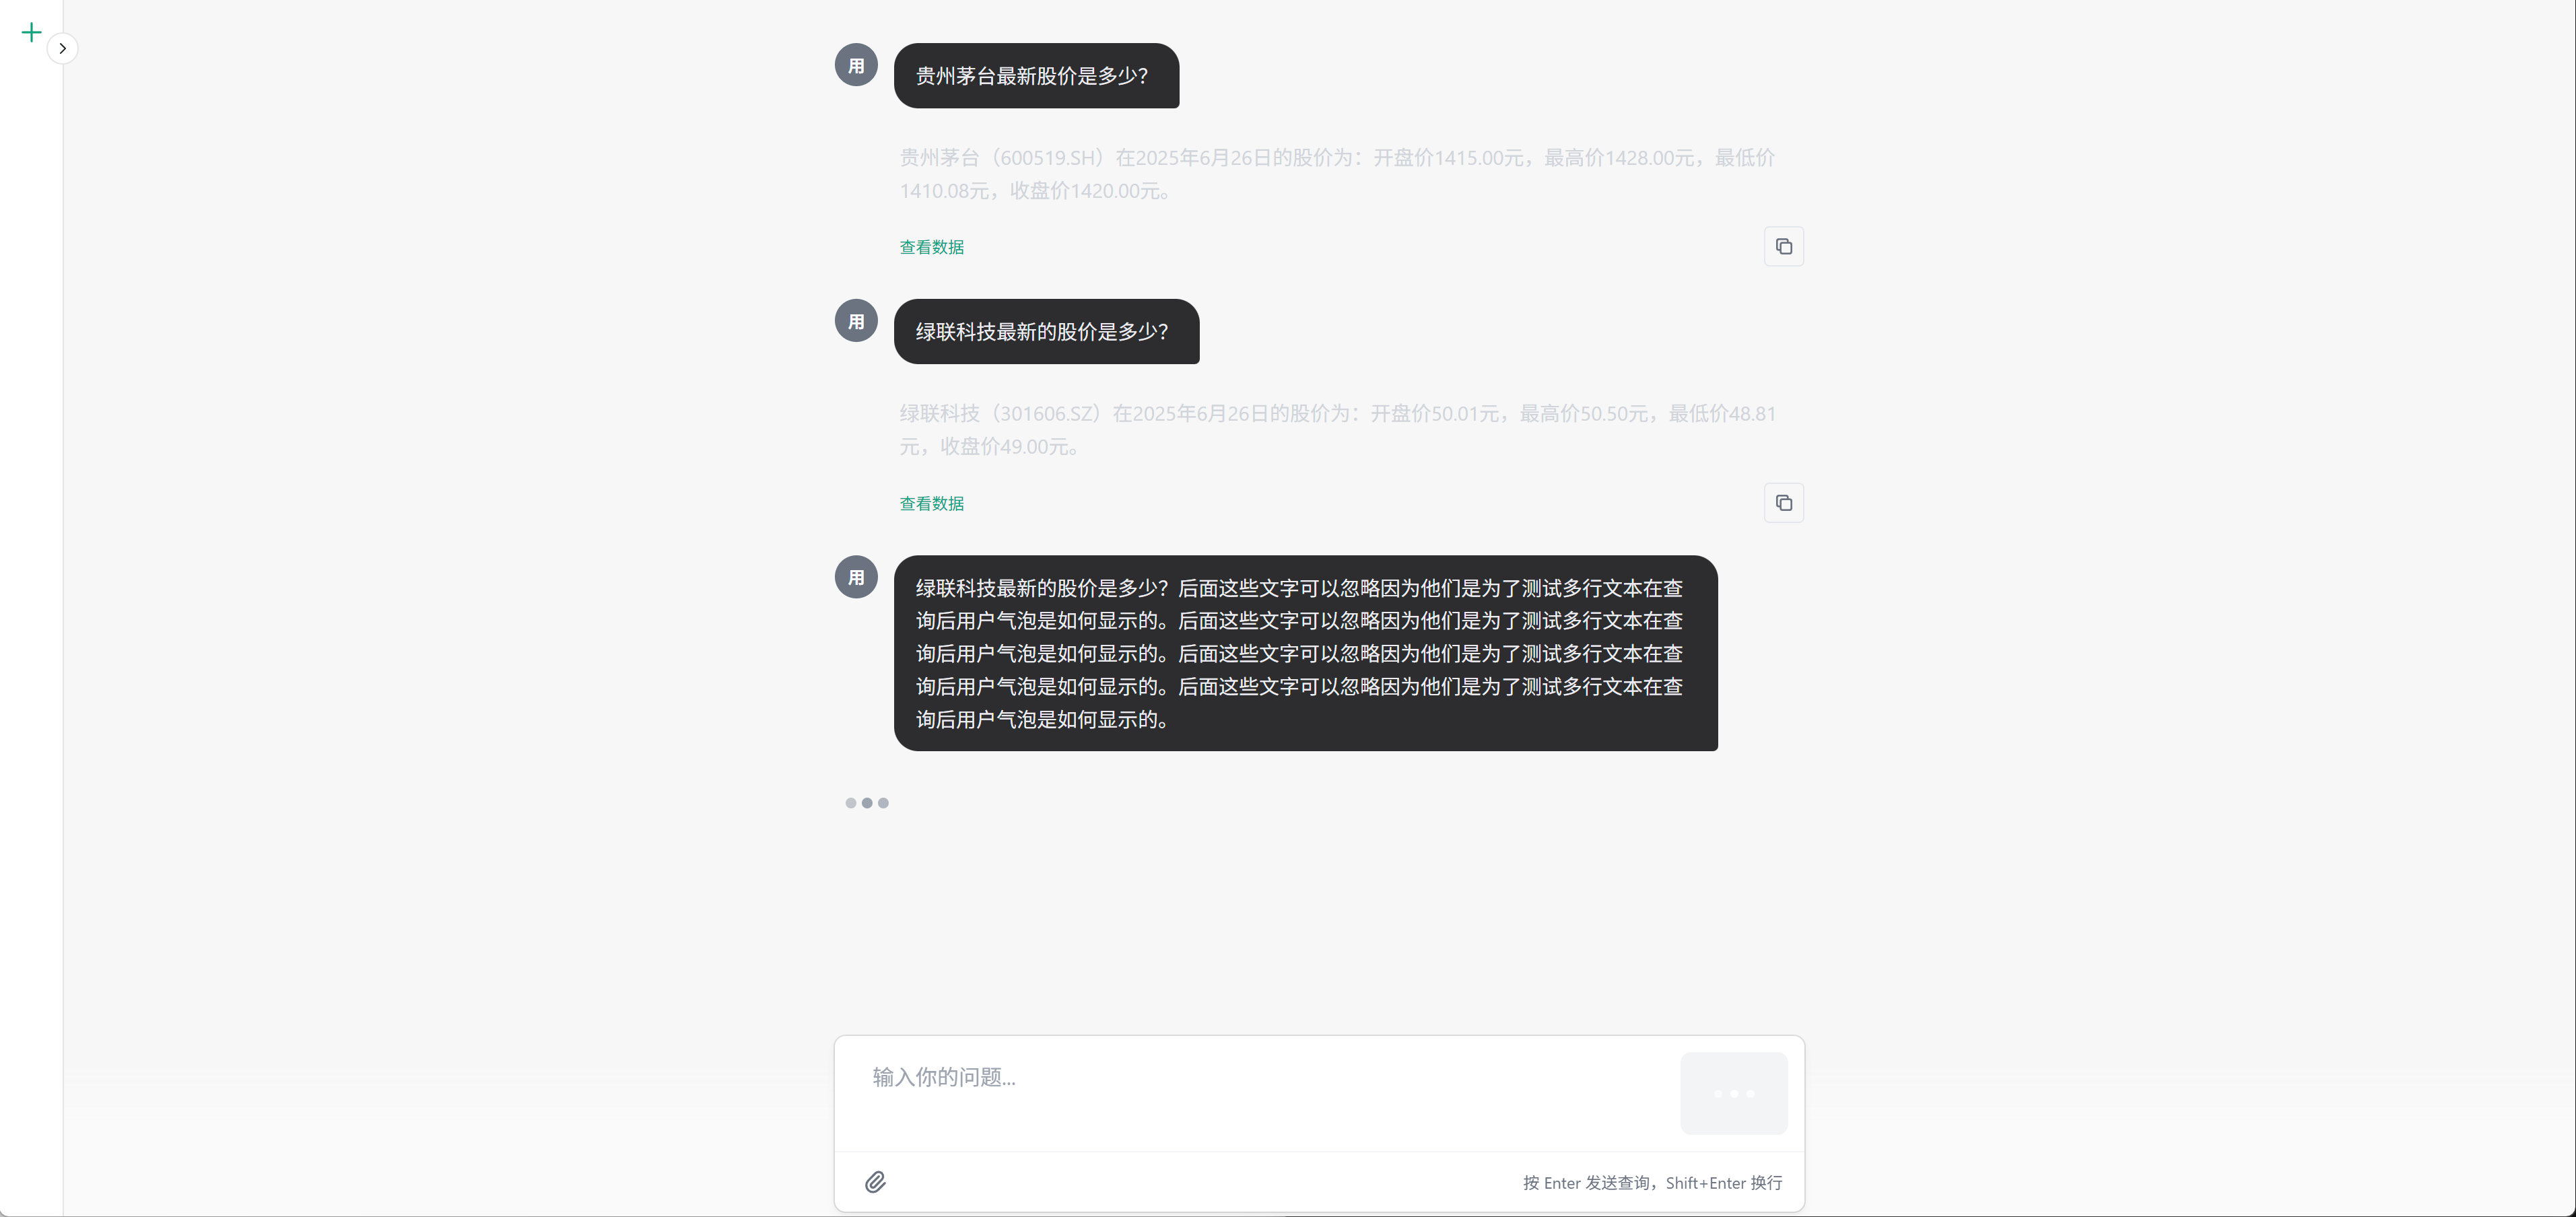 用
贵州茅台最新股价是多少？
贵州茅台（600519.SH）在2025年6月26日的股价为：开盘价1415.00元，最高价1428.00元，最低价
1410.08元，收盘价1420.00元。
查看数据
用
绿联科技最新的股价是多少？
绿联科技（301606.SZ）在2025年6月26日的股价为：开盘价50.01元，最高价50.50元，最低价48.81
元，收盘价49.00元。
查看数据
用
绿联科技最新的股价是多少？后面这些文字可以忽略因为他们是为了测试多行文本在查
询后用户气泡是如何显示的。后面这些文字可以忽略因为他们是为了测试多行文本在查
询后用户气泡是如何显示的。后面这些文字可以忽略因为他们是为了测试多行文本在查
询后用户气泡是如何显示的。后面这些文字可以忽略因为他们是为了测试多行文本在查
询后用户气泡是如何显示的。
输入你的问题...
按 Enter 发送查询，Shift+Enter 换行